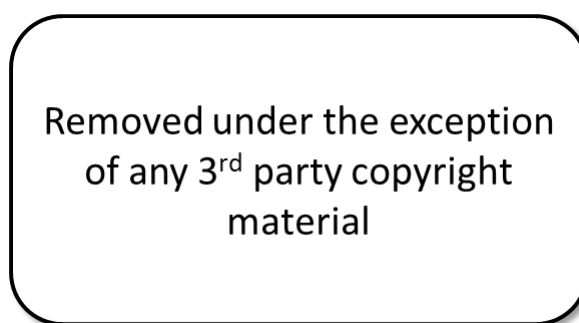 Removed under the exception
of any 3rd party copyright
material